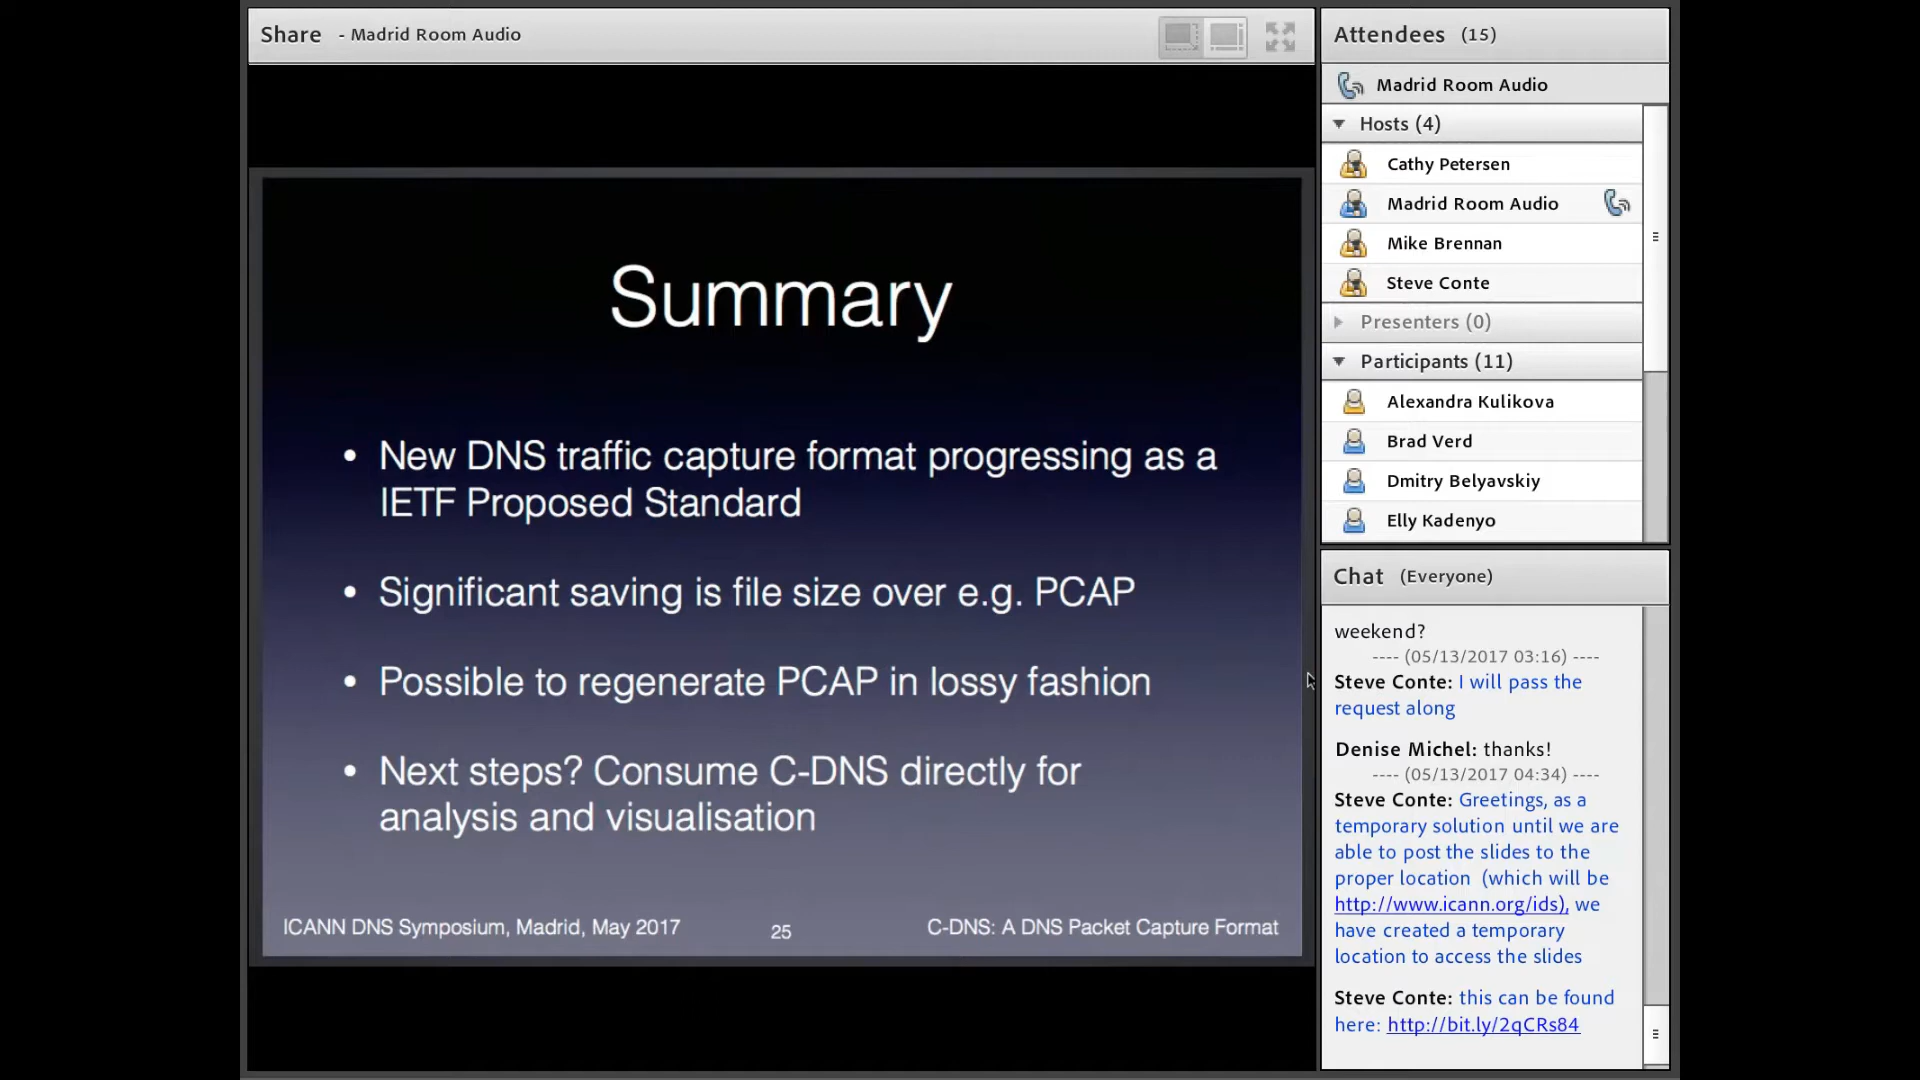 Share - Madrid Room Audio
Summary
• New DNS traffic capture format progressing as a
IETF Proposed Standard
• Significant saving is file size over e.g. PCAP
• Possible to regenerate PCAP in lossy fashion
• Next steps? Consume C-DNS directly for
analysis and visualisation
ICANN DNS Symposium, Madrid, May 2017
25
C-DNS: A DNS Packet Capture Format
Attendees (15)
Madrid Room Audio
Hosts (4)
Cathy Petersen
Madrid Room Audio
Mike Brennan
Steve Conte
Presenters (0)
Participants (11)
Alexandra Kulikova
Brad Verd
Dmitry Belyavskiy
Elly Kadenyo
Chat (Everyone)
weekend?
---- (05/13/2017 03:16) ----
Steve Conte: I will pass the
request along
Denise Michel: thanks!
---- (05/13/2017 04:34) ----
Steve Conte: Greetings, as a
temporary solution until we are
able to post the slides to the
proper location (which will be
http://www.icann.org/ids), we
have created a temporary
location to access the slides
Steve Conte: this can be found
here: http://bit.ly/2qCRs84